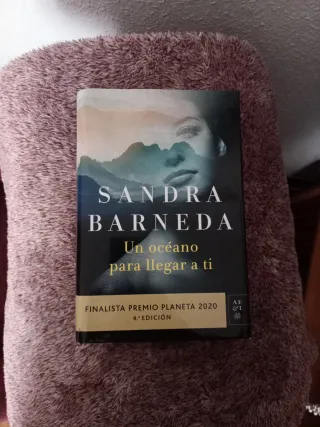 SANDRA
BARNEDA
Un océano
para llegar a ti
FINALISTA PREMIO PLANETA 2020
4.ª EDICIÓN
A E
& I